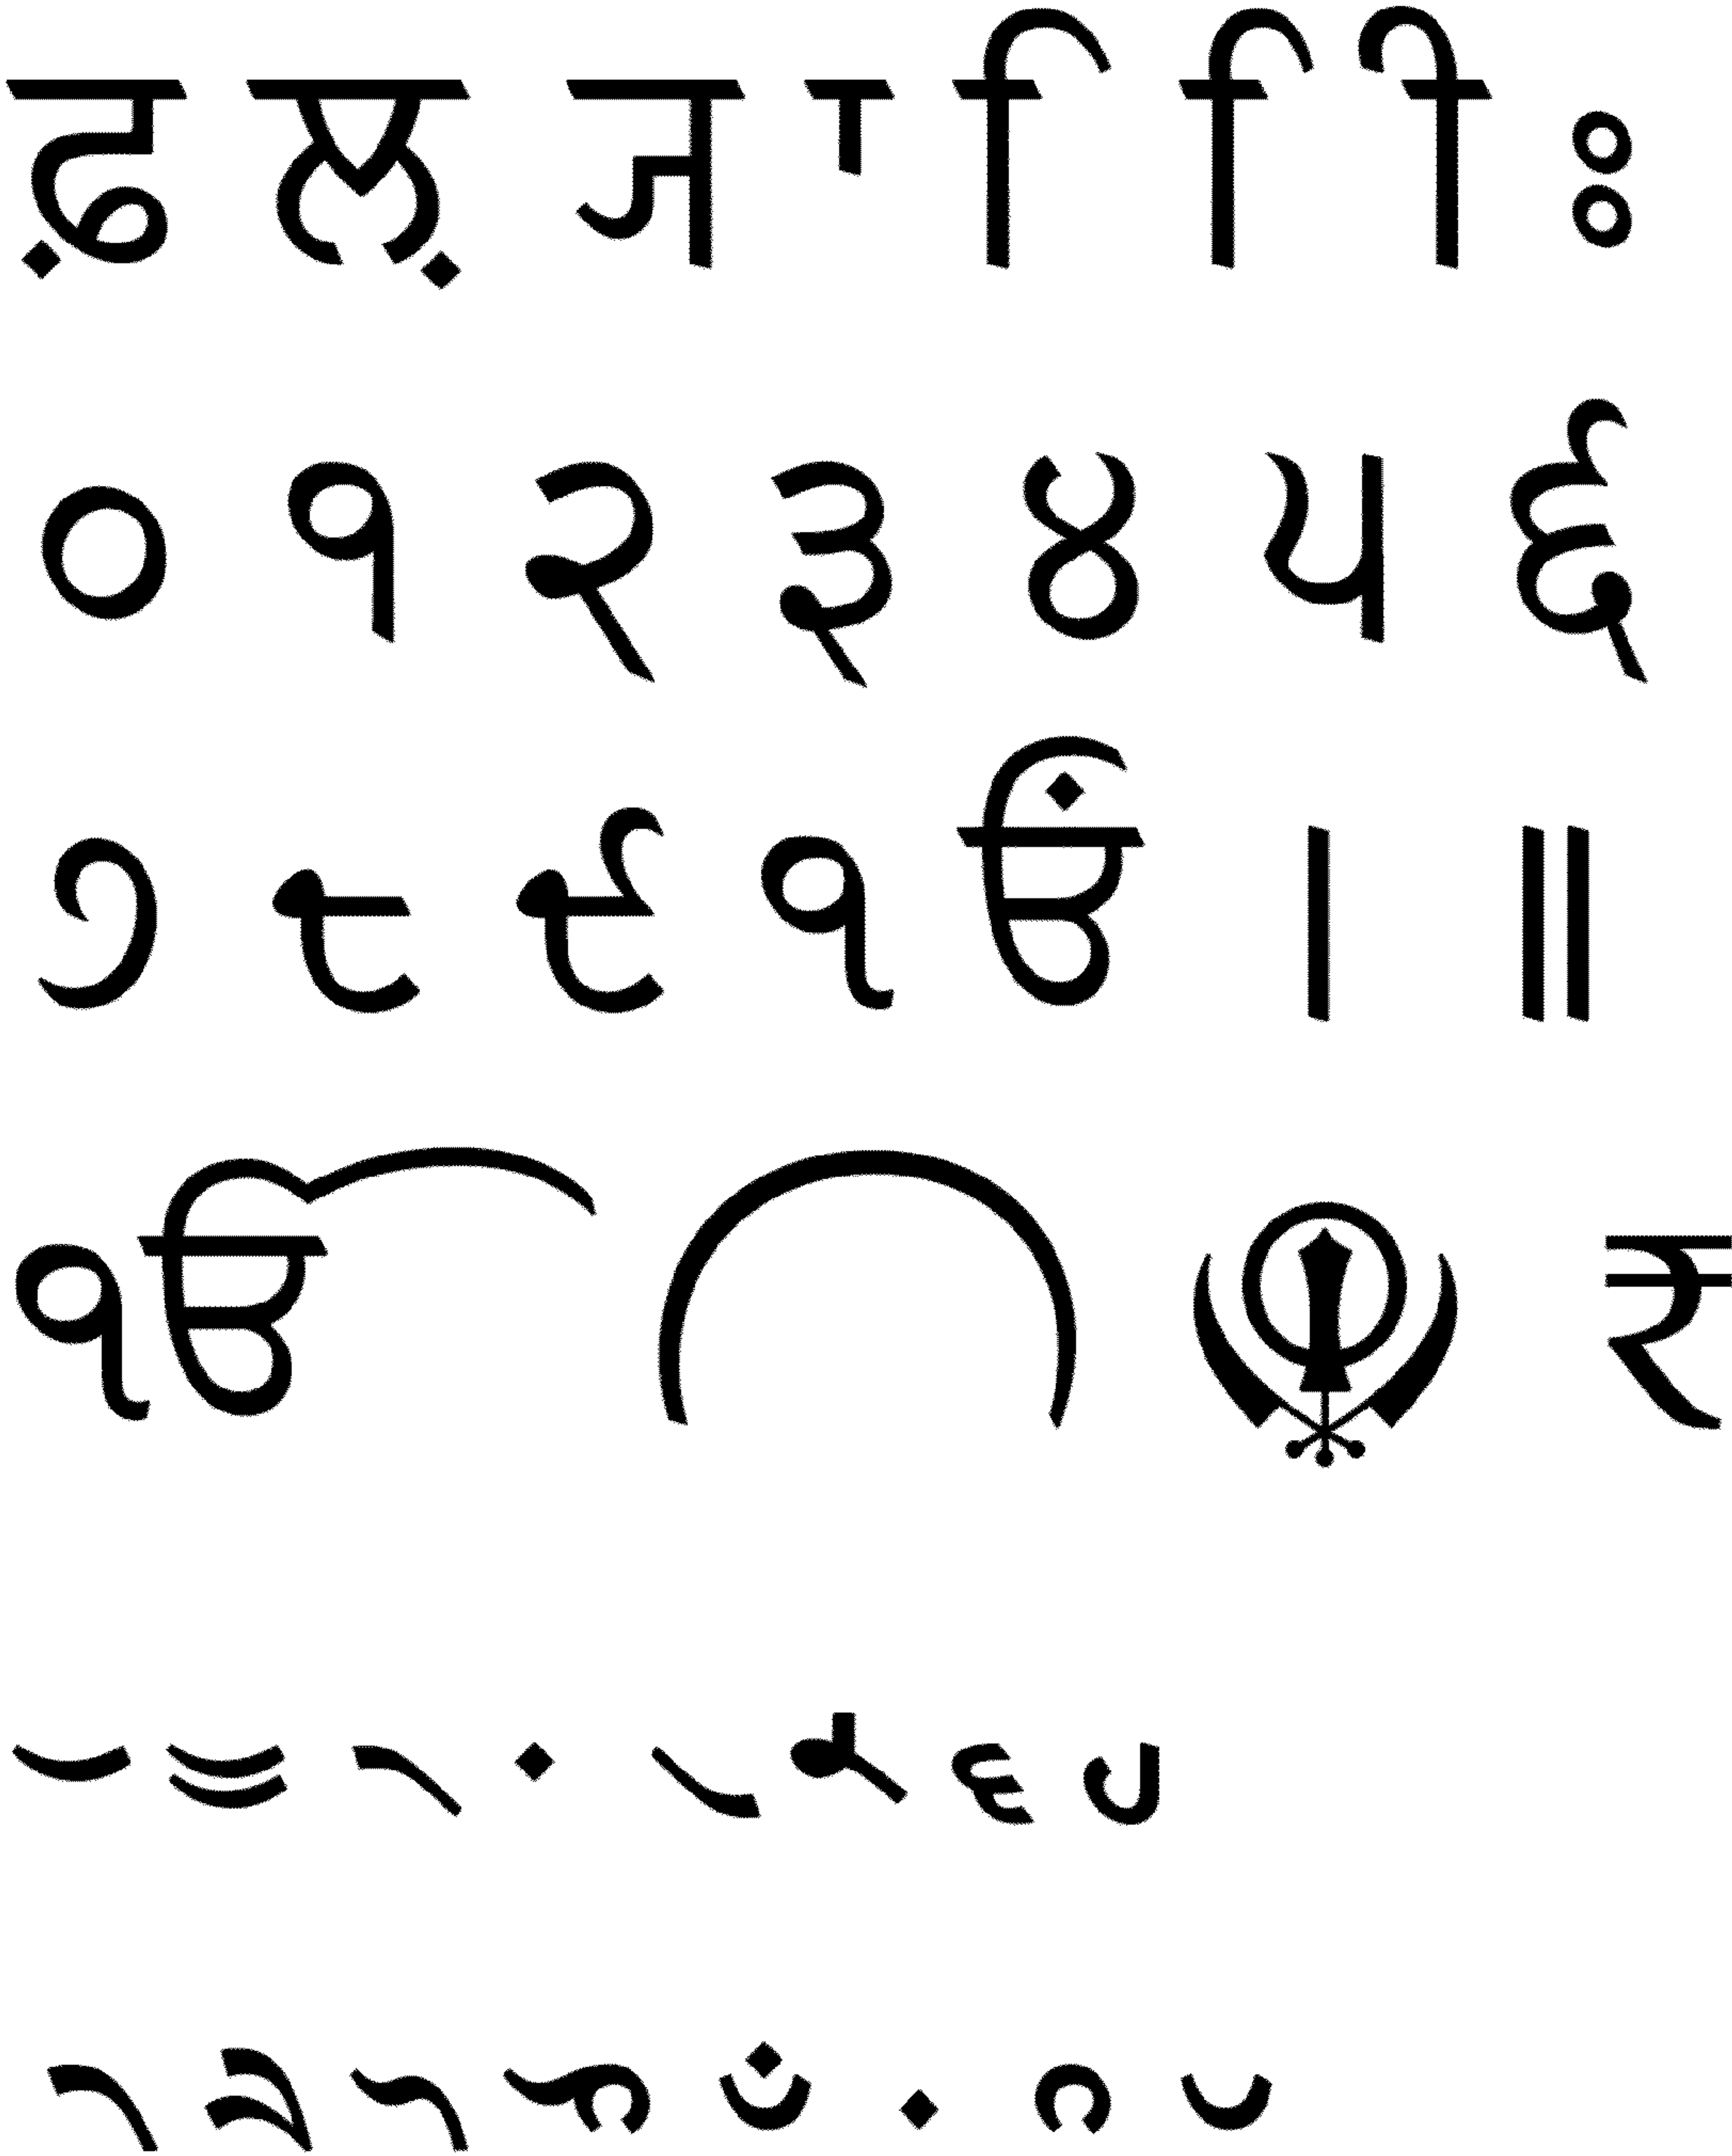 ਫ਼ ਲ਼ ਜ ਾ ਿ ਿ ੀ ਃ
੦ ੧ ੨ ੩ ੪ ੫ ੬
੭ ੮ ੯ ੧ ਓਂ । ॥
ੴ ☬ ₹
ੁ ੂ ਼
ੇ ੈ ੋ ੌ ਁ ਂ ੰ ੱ